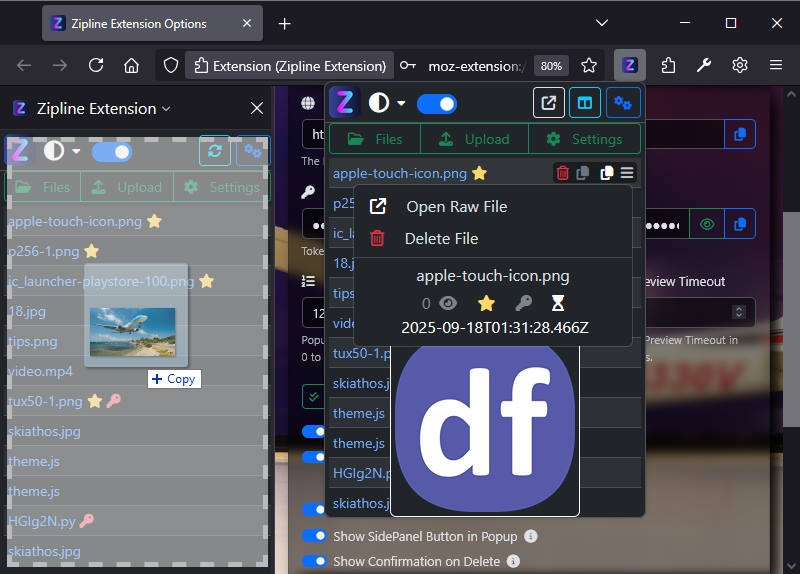 Zipline Extension Options
Extension (Zipline Extension)
moz-extension:/
80%
Zipline Extension
Files
Upload
Settings
apple-touch-icon.png
p256-1.png
ic_launcher-playstore-100.png
18.jpg
tips.png
video.mp4
tux50-1.png
skiathos.jpg
theme.js
theme.js
HGIg2N.py
skiathos.jpg
Copy
Files
Upload
Settings
apple-touch-icon.png
p25
ic_la
18.j
tips
vide
tux50-1.p
skiathos.j
theme.js
theme.js
HGIg2N.p
skiathos.j
Open Raw File
Delete File
apple-touch-icon.png
0
2025-09-18T01:31:28.466Z
df
ht
The
Toke
12
Popu
0 to
eview Timeout
Preview Timeout in
s.
330V
Show SidePanel Button in Popup
Show Confirmation on Delete